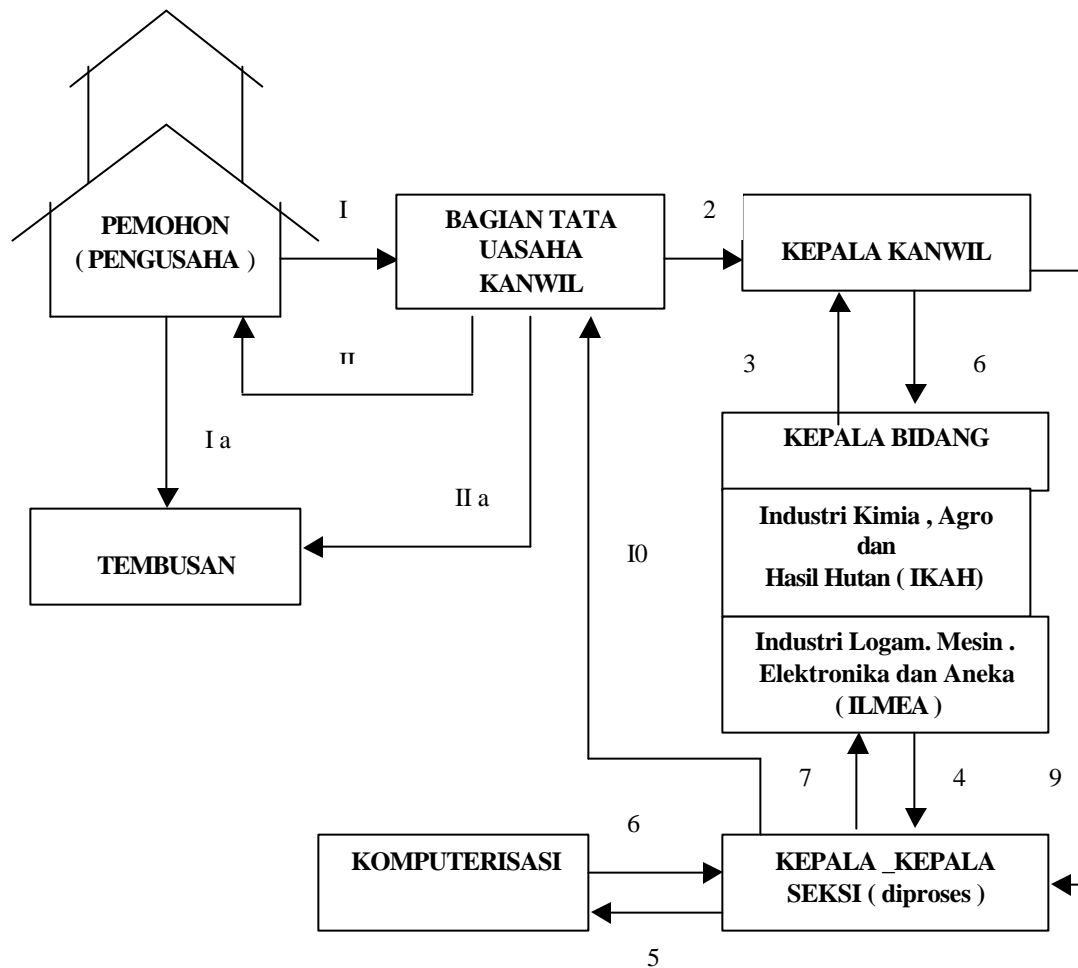 PEMOHON
( PENGUSAHA )
I
BAGIAN TATA
UASAHA
KANWIL
2
KEPALA KANWIL
II
3
6
I a
II a
KEPALA BIDANG
TEMBUSAN
I0
Industri Kimia , Agro
dan
Hasil Hutan ( IKAH)
Industri Logam. Mesin .
Elektronika dan Aneka
( ILMEA )
7
4
9
6
KOMPUTERISASI
KEPALA _KEPALA
SEKSI ( diproses )
5